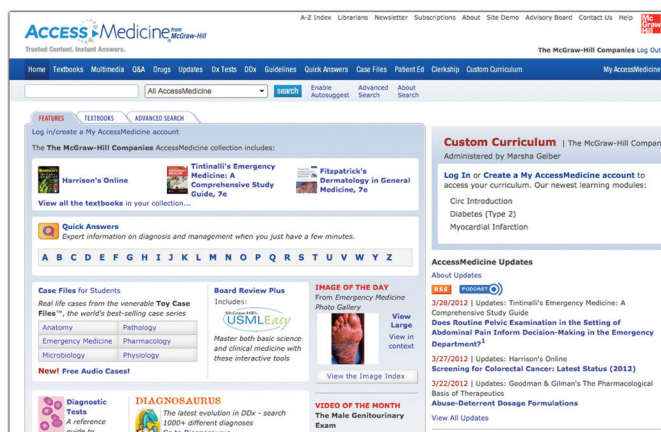 A-Z Index Librarians Newsletter Subscriptions About Site Demo Advisory Board Contact Us Help
Mc
Graw
Hill
ACCESS Medicine from
McGraw-Hill
Trusted Content. Instant Answers.
The McGraw-Hill Companies Log Out
Home Textbooks Multimedia Q&A Drugs Updates Dx Tests DDx Guidelines Quick Answers Case Files Patient Ed Clerkship Custom Curriculum My AccessMedicine
All AccessMedicine search Enable Autosuggest Advanced Search About Search
FEATURES TEXTBOOKS ADVANCED SEARCH
Log in/create a My AccessMedicine account
The The McGraw-Hill Companies AccessMedicine collection includes:
Harrison's Online
Tintinalli's Emergency
Medicine: A
Comprehensive Study
Guide, 7e
Fitzpatrick's
Dermatology in General
Medicine, 7e
View all the textbooks in your collection...
Quick Answers
Expert information on diagnosis and management when you just have a few minutes.
A B C D E F G H I J K L M N O P Q R S T U V W Y Z
Case Files for Students
Real life cases from the venerable Toy Case
Files™, the world's best-selling case series
Anatomy Pathology
Emergency Medicine Pharmacology
Microbiology Physiology
New! Free Audio Cases!
Board Review Plus
Includes:
McGraw-Hill's
USMLEasy
Master both basic science
and clinical medicine with
these interactive tools
IMAGE OF THE DAY
From Emergency Medicine
Photo Gallery
View
Large
View in
context
View the Image Index
Diagnostic
Tests
A reference
guide to
DIAGNOSAURUS
The latest evolution in DDx - search
1000+ different diagnoses
Go to Diagnosaurus
VIDEO OF THE MONTH
The Male Genitourinary
Exam
Custom Curriculum | The McGraw-Hill Compan
Administered by Marsha Gelber
Log In or Create a My AccessMedicine account to
access your curriculum. Our newest learning modules:
Circ Introduction
Diabetes (Type 2)
Myocardial Infarction
AccessMedicine Updates
About Updates
RSS PODCAST
3/28/2012 | Updates: Tintinalli's Emergency Medicine: A
Comprehensive Study Guide
Does Routine Pelvic Examination in the Setting of
Abdominal Pain Inform Decision-Making in the Emergency
Department?1
3/27/2012 | Updates: Harrison's Online
Screening for Colorectal Cancer: Latest Status (2012)
3/22/2012 | Updates: Goodman & Gilman's The Pharmacological
Basis of Therapeutics
Abuse-Deterrent Dosage Formulations
View All Updates